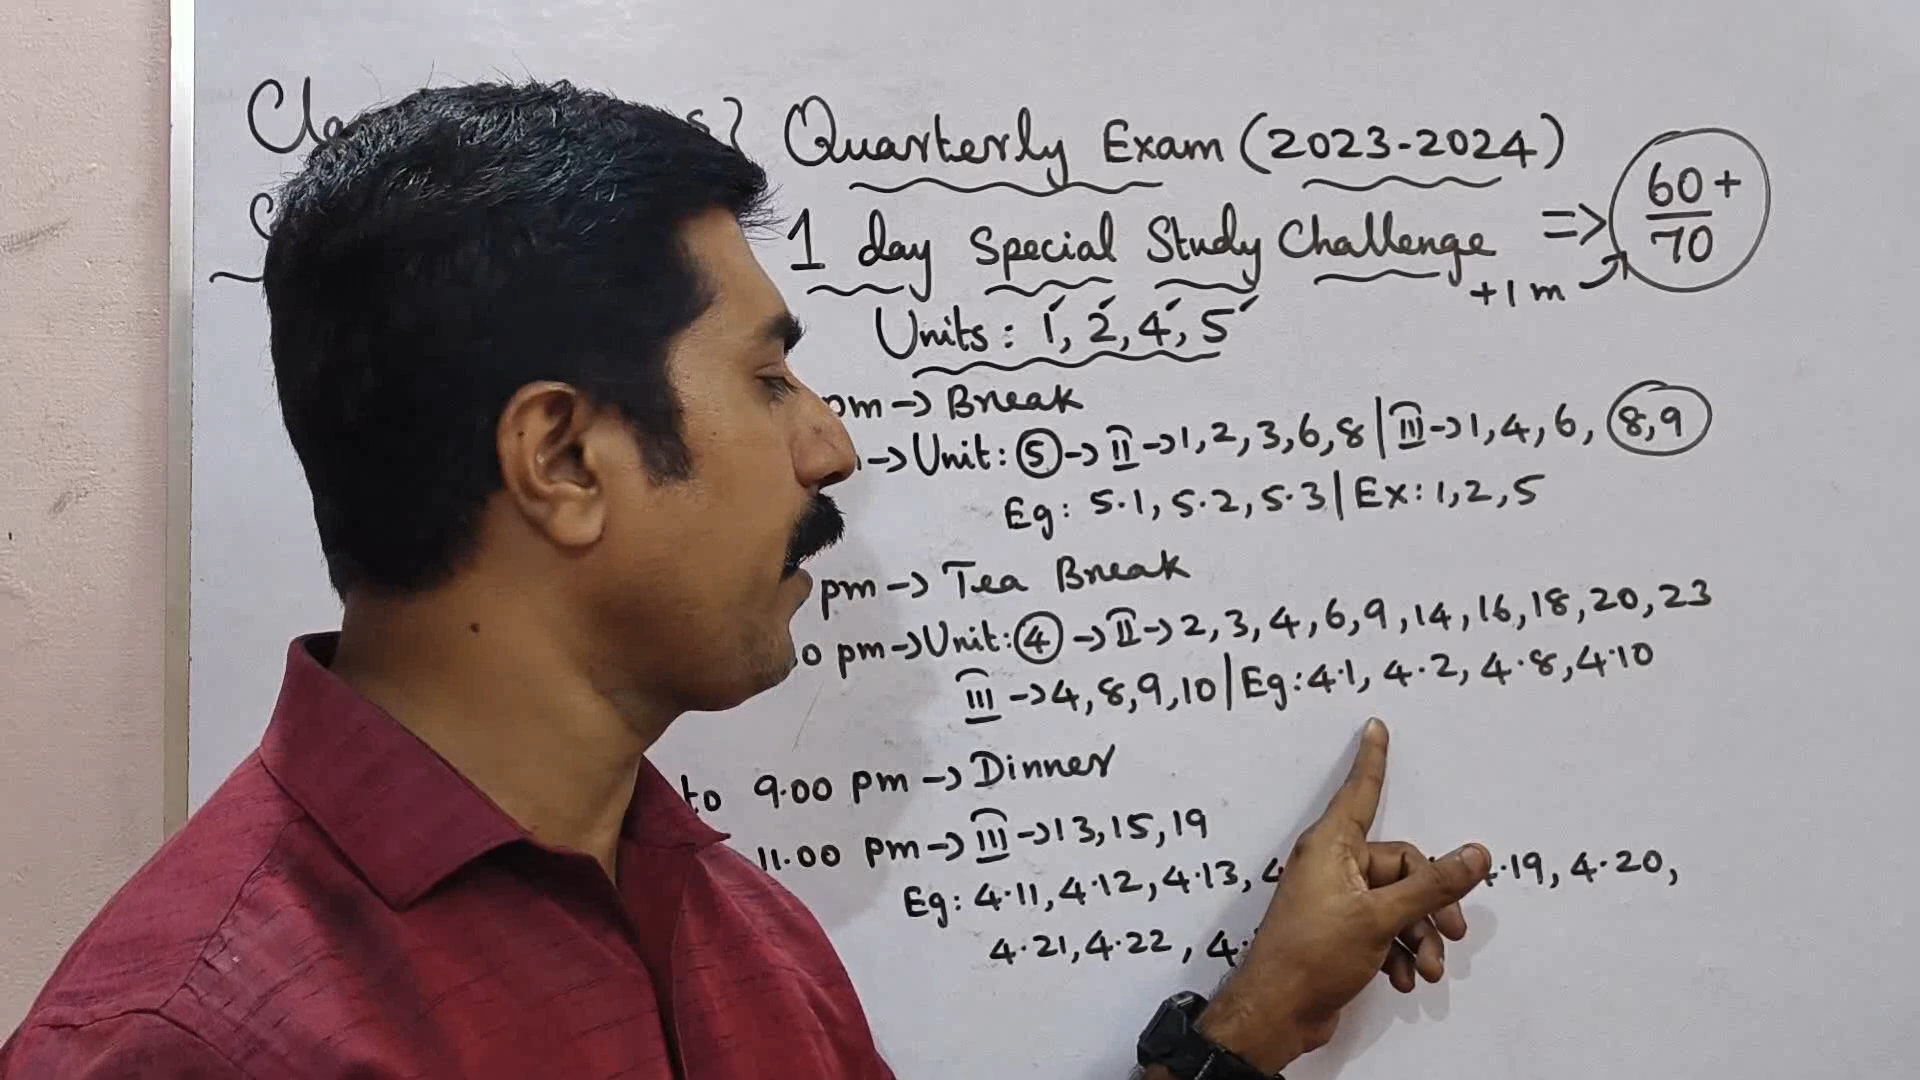 Quarterly Exam (2023-2024)
1 day Special Study Challenge => 60+/70
+1 m
Units: 1, 2, 4, 5
pm -> Break
-> Unit: 5 -> II -> 1, 2, 3, 6, 8 | III -> 1, 4, 6, 8, 9
Eg: 5.1, 5.2, 5.3 | Ex: 1, 2, 5
pm -> Tea Break
0 pm -> Unit: 4 -> II -> 2, 3, 4, 6, 9, 14, 16, 18, 20, 23
III -> 4, 8, 9, 10 | Eg: 4.1, 4.2, 4.8, 4.10
to 9.00 pm -> Dinner
11.00 pm -> III -> 13, 15, 19
Eg: 4.11, 4.12, 4.13, 4.19, 4.20,
4.21, 4.22,